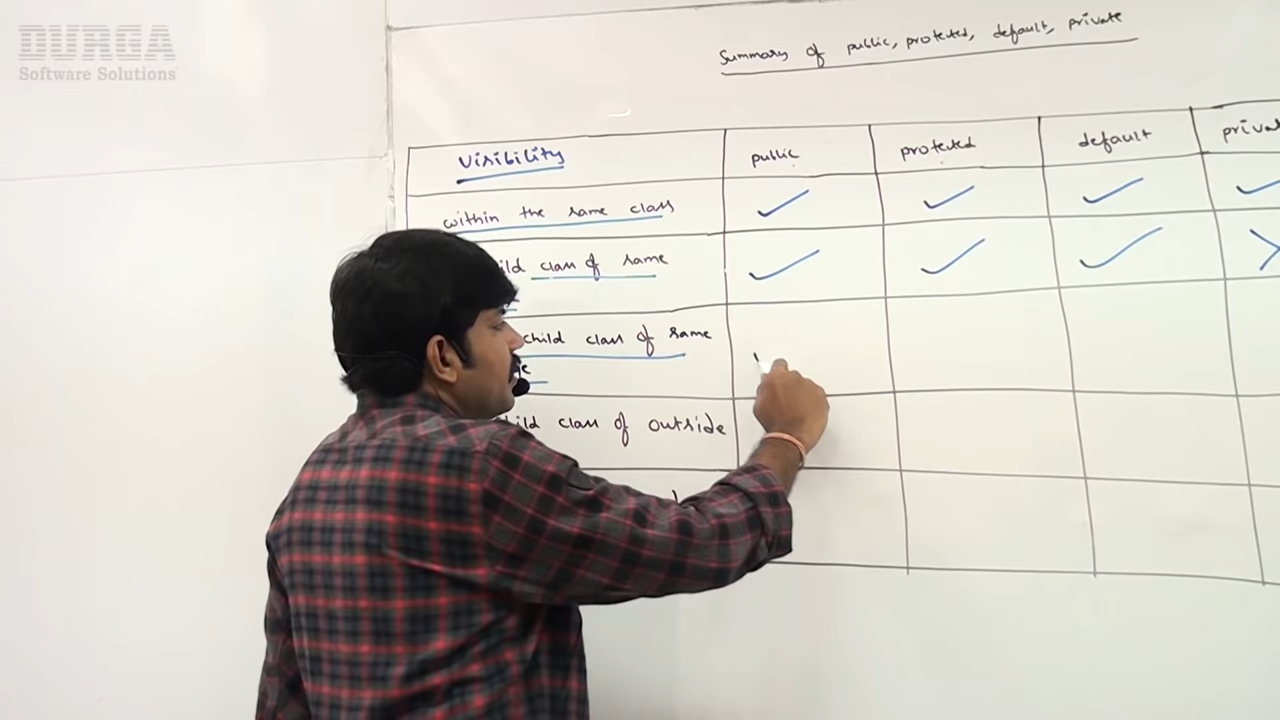 DURGA
Software Solutions
Summary of public, protected, default, private
Visibility public protected default
within the same class
class of same
child class of same
class of outside